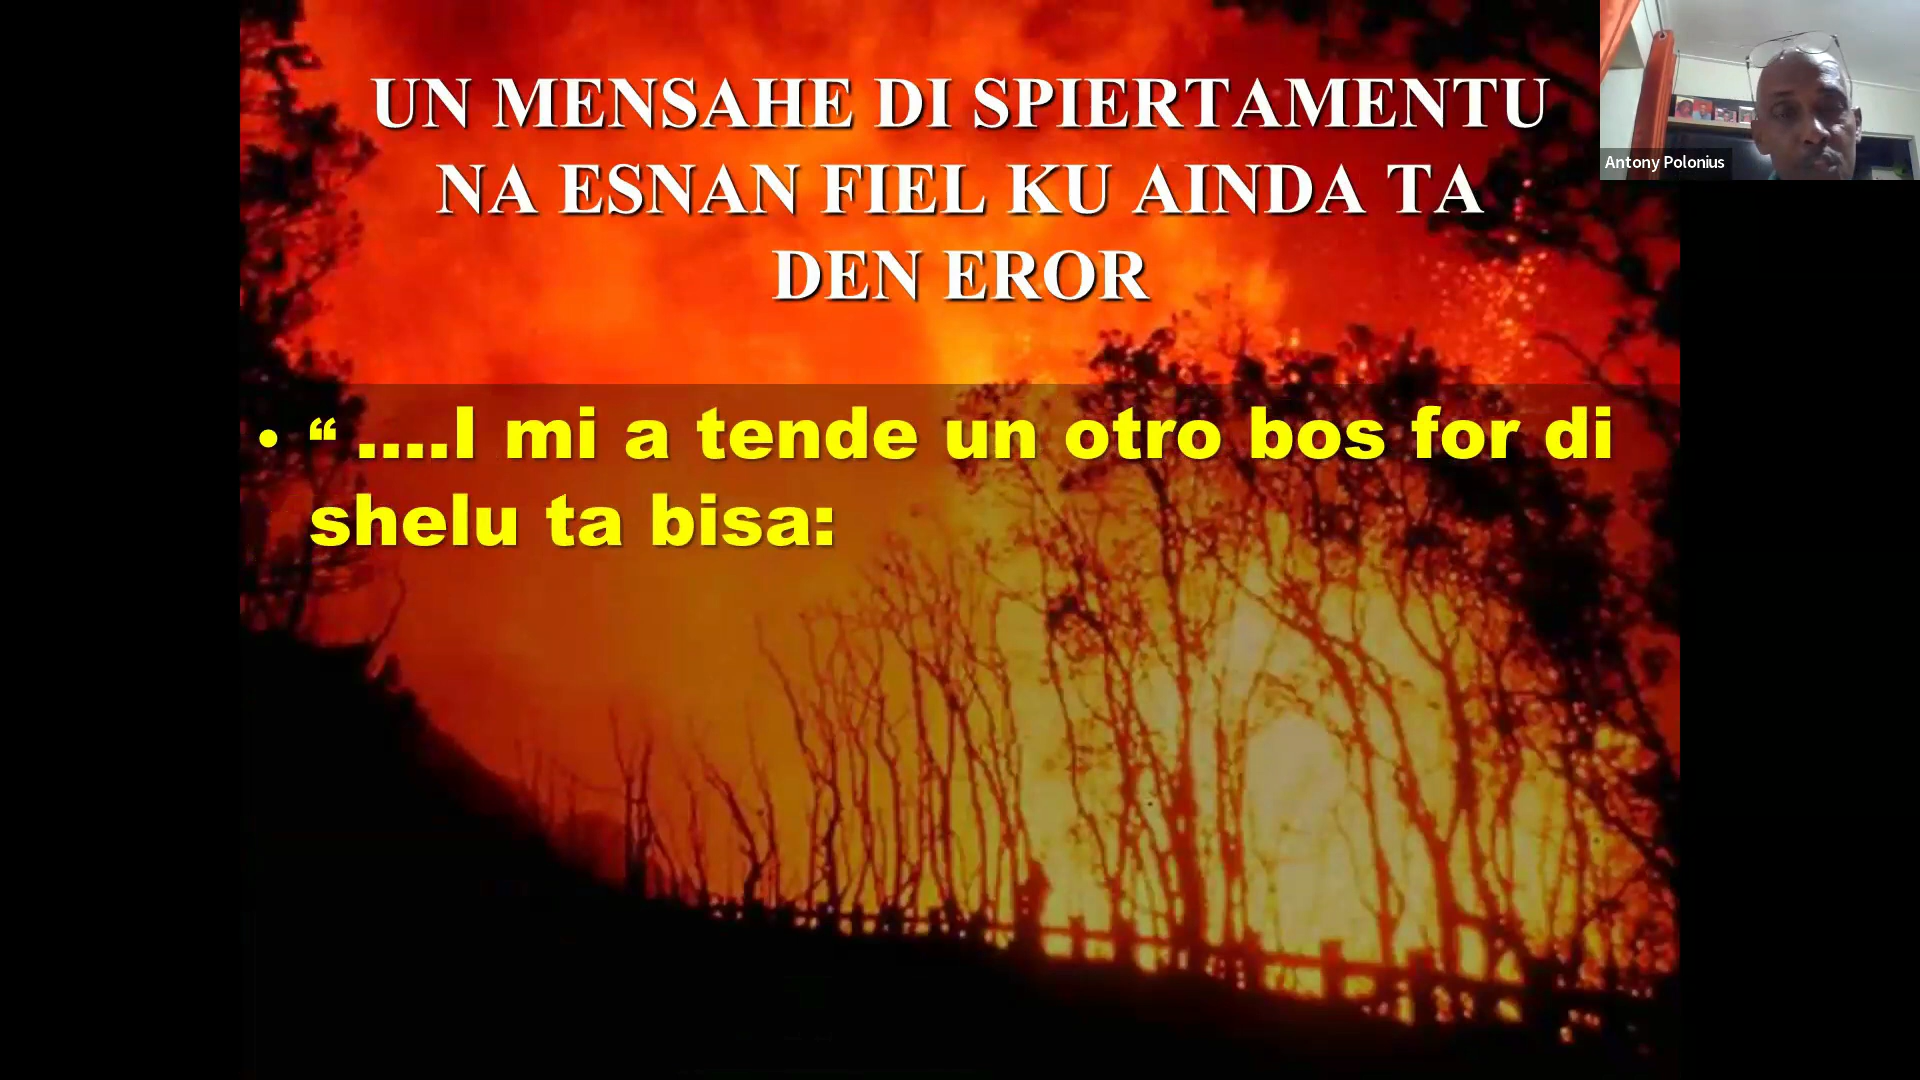 UN MENSAHE DI SPIERTAMENTU
NA ESNAN FIEL KU AINDA TA
DEN EROR
• “ ....I mi a tende un otro bos for di
shelu ta bisa:
Antony Polonius